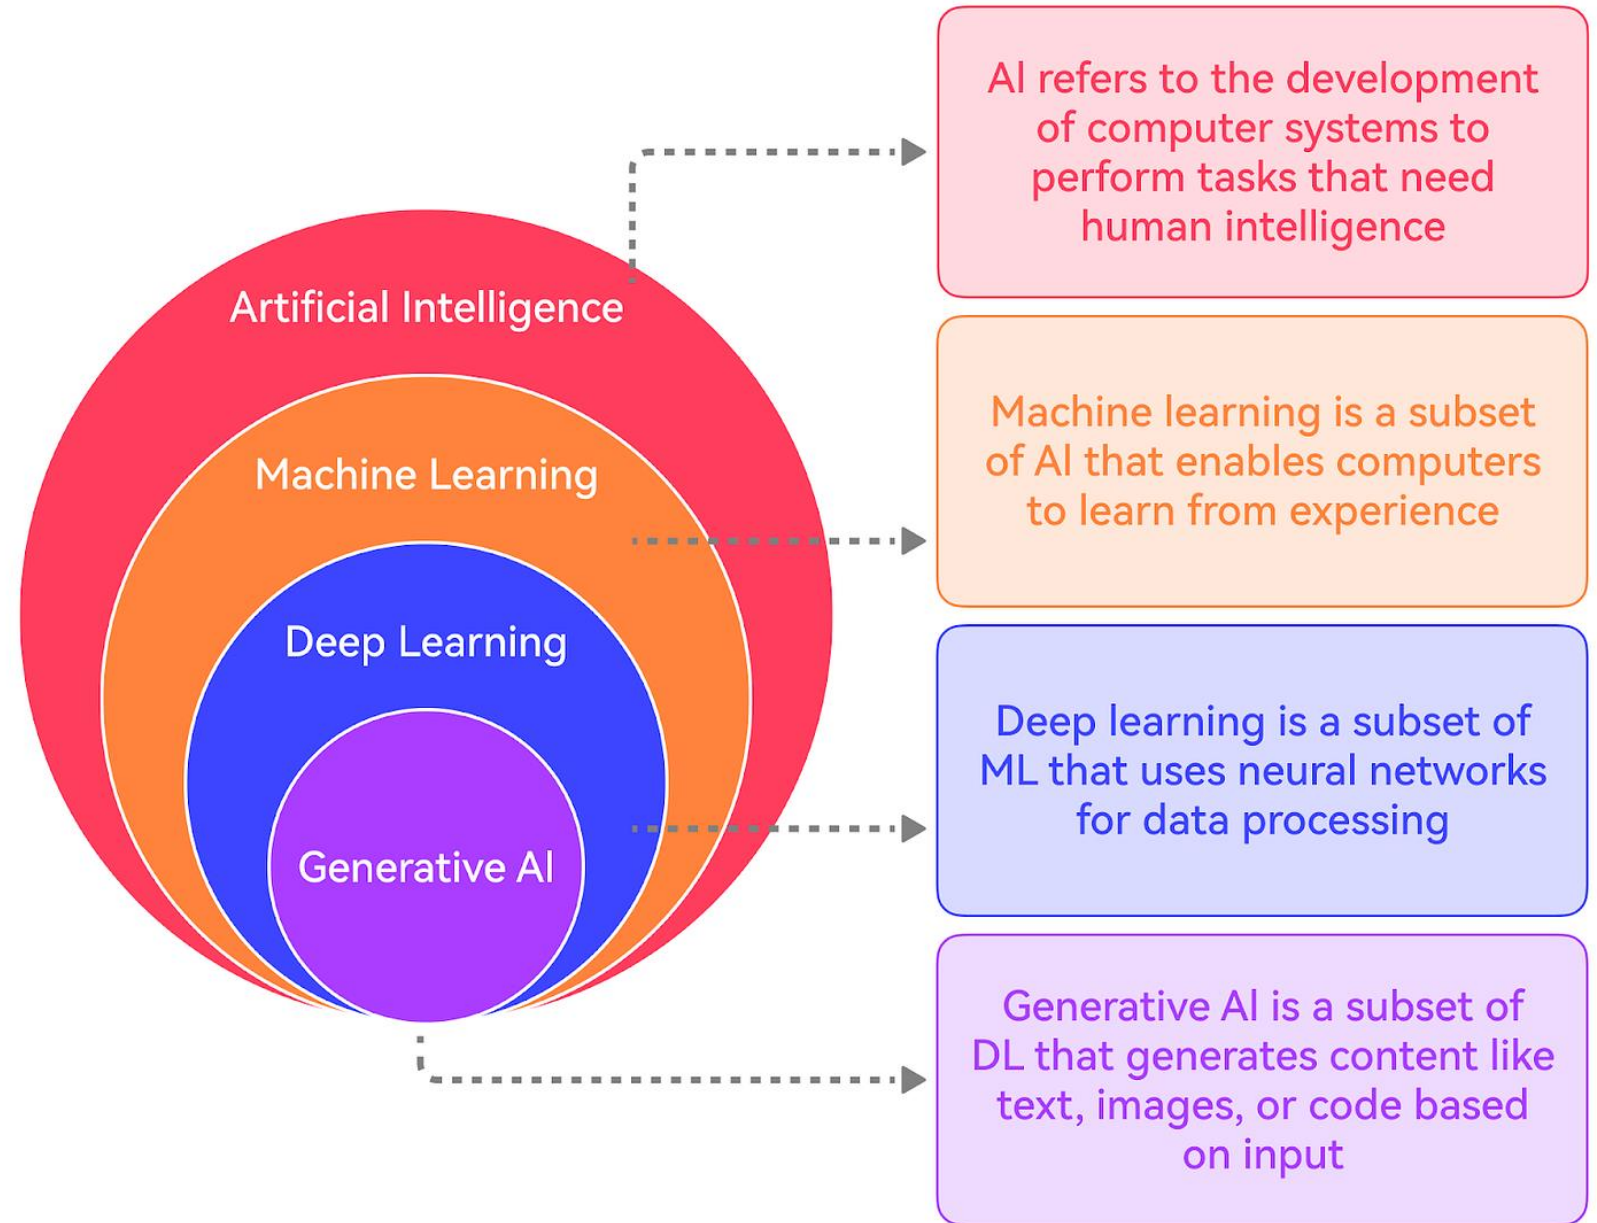 Artificial Intelligence
Machine Learning
Deep Learning
Generative AI
AI refers to the development
of computer systems to
perform tasks that need
human intelligence
Machine learning is a subset
of AI that enables computers
to learn from experience
Deep learning is a subset of
ML that uses neural networks
for data processing
Generative AI is a subset of
DL that generates content like
text, images, or code based
on input